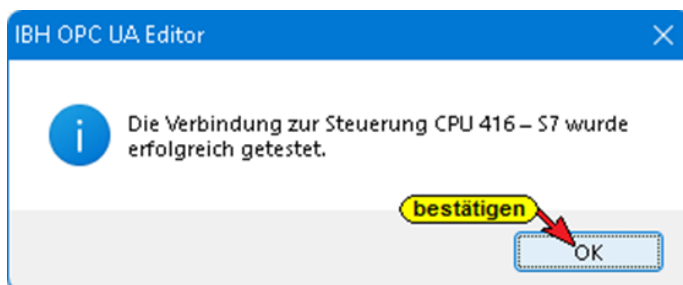 IBH OPC UA Editor
Die Verbindung zur Steuerung CPU 416 – S7 wurde
erfolgreich getestet.
bestätigen
OK